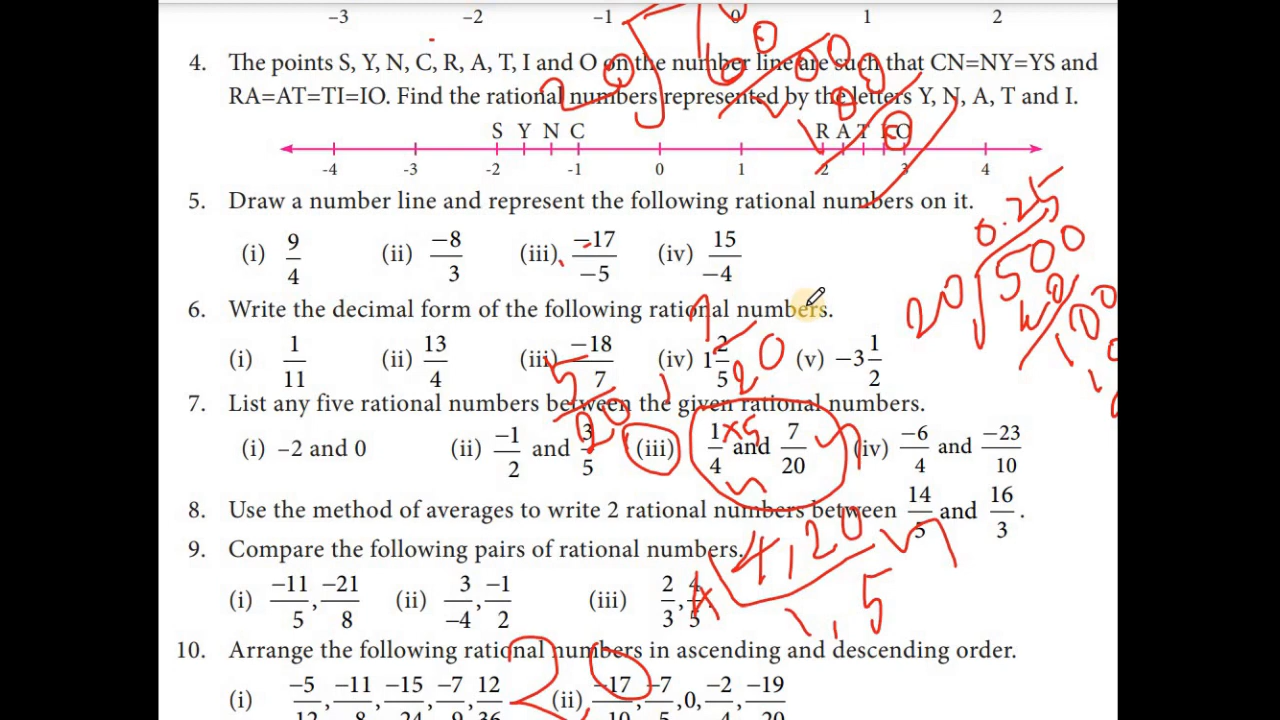 -3 -2 -1 0 1 2
4. The points S, Y, N, C, R, A, T, I and O on the number line are such that CN=NY=YS and
RA=AT=TI=IO. Find the rational numbers represented by the letters Y, N, A, T and I.
S Y N C R A T I O
-4 -3 -2 -1 0 1 2 3 4
5. Draw a number line and represent the following rational numbers on it.
(i) 9/4 (ii) -8/3 (iii) -17/-5 (iv) 15/-4
6. Write the decimal form of the following rational numbers.
(i) 1/11 (ii) 13/4 (iii) -18/7 (iv) 1 2/5 (v) -3 1/2
7. List any five rational numbers between the given rational numbers.
(i) -2 and 0 (ii) -1/2 and 3/5 (iii) 1/4 and 7/20 (iv) -6/4 and -23/10
8. Use the method of averages to write 2 rational numbers between 14/5 and 16/3.
9. Compare the following pairs of rational numbers.
(i) -11/5, -21/8 (ii) 3/-4, -1/2 (iii) 2/3, 4/5
10. Arrange the following rational numbers in ascending and descending order.
(i) -5/12, -11/8, -15/24, -7/9, 12/36 (ii) -17/10, -7/5, 0, -2/4, -19/20
0.25
20 500
5/20
×5
4, 20
1, 5
20